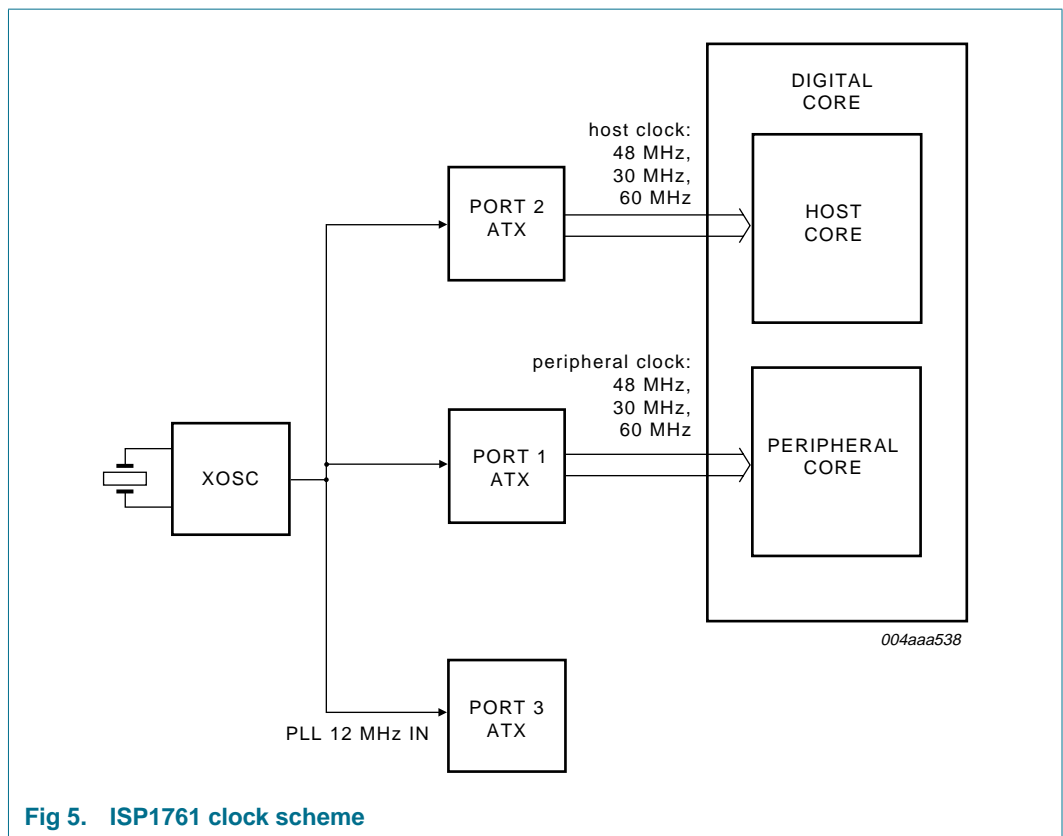 DIGITAL
CORE
host clock:
48 MHz,
30 MHz,
60 MHz
PORT 2
ATX
HOST
CORE
peripheral clock:
48 MHz,
30 MHz,
60 MHz
XOSC
PORT 1
ATX
PERIPHERAL
CORE
004aaa538
PORT 3
ATX
PLL 12 MHz IN
Fig 5. ISP1761 clock scheme